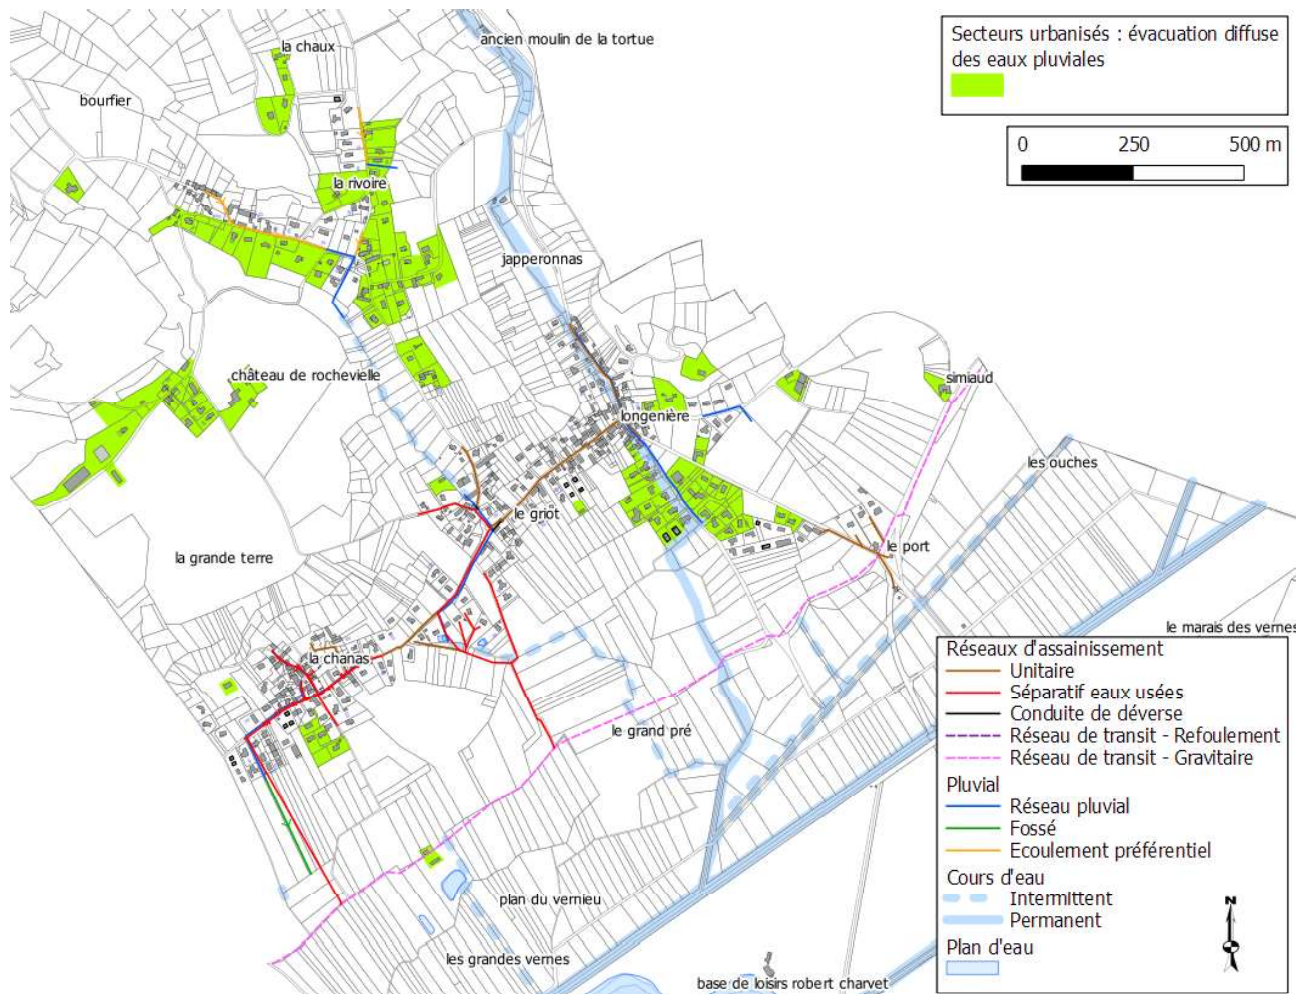 ancien moulin de la tortue
la chaux
bourfier
Secteurs urbanisés : évacuation diffuse
des eaux pluviales
0 250 500 m
la rivoire
japperonnas
château de rochevielle
simiaud
longenière
les ouches
le griot
la grande terre
le port
le marais des vernes
la chanas
le grand pré
plan du vernieu
les grandes vernes
base de loisirs robert charvet
Réseaux d'assainissement
Unitaire
Séparatif eaux usées
Conduite de déverse
Réseau de transit - Refoulement
Réseau de transit - Gravitaire
Pluvial
Réseau pluvial
Fossé
Ecoulement préférentiel
Cours d'eau
Intermittent
Permanent
Plan d'eau
N